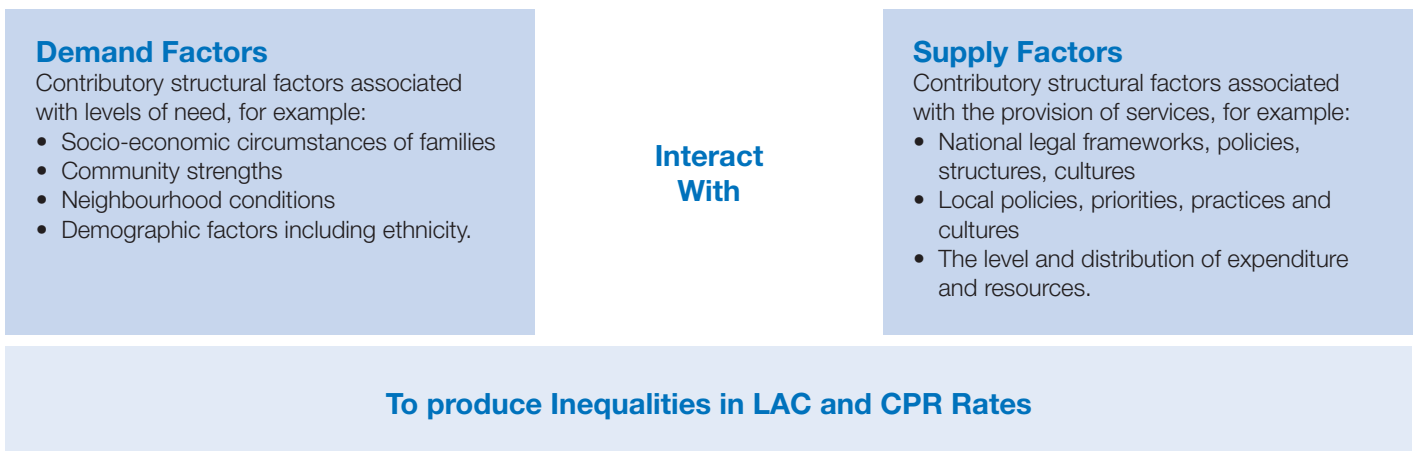 Demand Factors
Contributory structural factors associated
with levels of need, for example:
• Socio-economic circumstances of families
• Community strengths
• Neighbourhood conditions
• Demographic factors including ethnicity.
Interact
With
Supply Factors
Contributory structural factors associated
with the provision of services, for example:
• National legal frameworks, policies,
structures, cultures
• Local policies, priorities, practices and
cultures
• The level and distribution of expenditure
and resources.
To produce Inequalities in LAC and CPR Rates